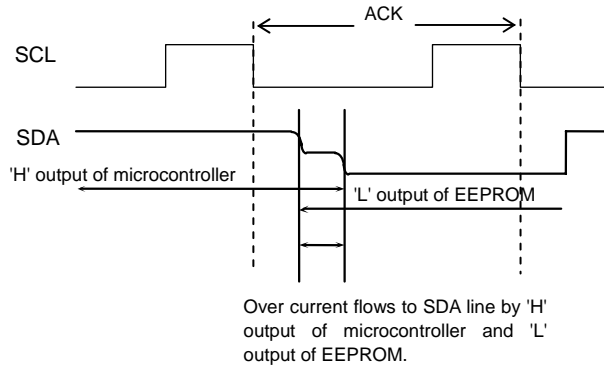 ACK
SCL
SDA
'H' output of microcontroller
'L' output of EEPROM
Over current flows to SDA line by 'H'
output of microcontroller and 'L'
output of EEPROM.